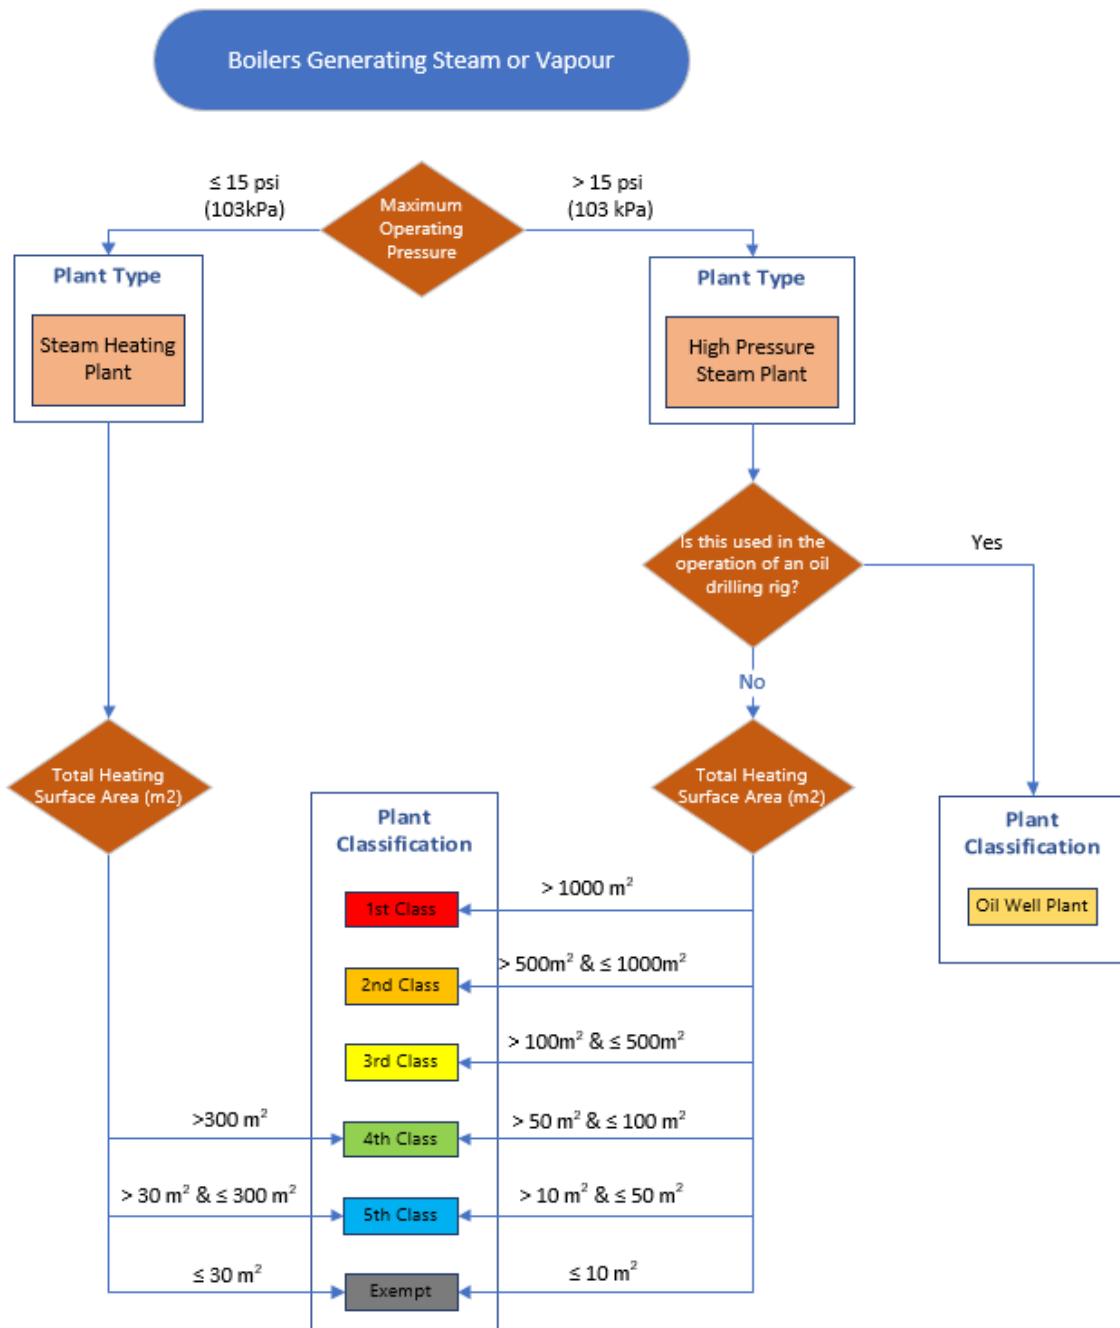 Boilers Generating Steam or Vapour
≤ 15 psi
(103kPa)
Maximum
Operating
Pressure
> 15 psi
(103 kPa)
Plant Type
Steam Heating
Plant
Plant Type
High Pressure
Steam Plant
Is this used in the
operation of an oil
drilling rig?
Yes
No
Total Heating
Surface Area (m2)
Total Heating
Surface Area (m2)
Plant
Classification
Plant
Classification
Oil Well Plant
1st Class
> 1000 m²
2nd Class
> 500m² & ≤ 1000m²
3rd Class
> 100m² & ≤ 500m²
>300 m²
4th Class
> 50 m² & ≤ 100 m²
> 30 m² & ≤ 300 m²
5th Class
> 10 m² & ≤ 50 m²
≤ 30 m²
Exempt
≤ 10 m²